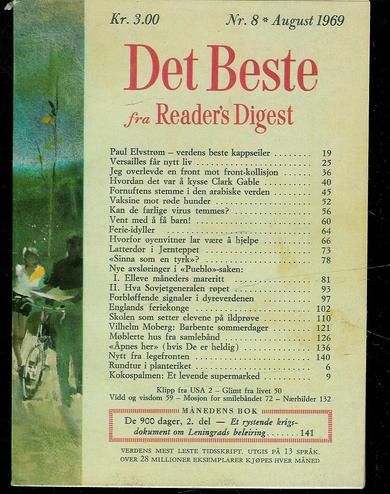 Kr. 3.00 Nr. 8 * August 1969
Det Beste
fra Reader's Digest
Paul Elvstrøm – verdens beste kappseiler ........ 19
Versailles får nytt liv ........ 25
Jeg overlevde en front mot front-kollisjon ........ 36
Hvordan det var å kysse Clark Gable ........ 40
Fornuftens stemme i den arabiske verden ........ 45
Vaksine mot røde hunder ........ 52
Kan de farlige virus temmes? ........ 56
Vent med å få barn! ........ 60
Ferie-idyller ........ 64
Hvorfor øyenvitner lar være å hjelpe ........ 66
Latterdør i Jernteppet ........ 73
«Sinna som en tyrk»? ........ 78
Nye avsløringer i «Pueblo»-saken:
I. Elleve måneders mareritt ........ 81
II. Hva Sovjetgeneralen røpet ........ 93
Forbløffende signaler i dyreverdenen ........ 97
Englands feriekonge ........ 102
Skolen som setter elevene på ildprøve ........ 110
Vilhelm Moberg: Barbente sommerdager ........ 121
Møblerte hus fra samlebånd ........ 126
«Åpnes her» (hvis De er heldig) ........ 136
Nytt fra legefronten ........ 140
Rundtur i planteriket ........ 6
Kokospalmen: Et levende supermarked ........ 9
Klipp fra USA 2 – Glimt fra livet 50
Vidd og visdom 59 – Mosjon for smilebåndet 72 – Nærbilder 132
MÅNEDENS BOK
De 900 dager, 2. del — Et rystende krigs-
dokument om Leningrads beleiring ........ 141
VERDENS MEST LESTE TIDSSKRIFT, UTGIS PÅ 13 SPRÅK.
OVER 28 MILLIONER EKSEMPLARER KJØPES HVER MÅNED